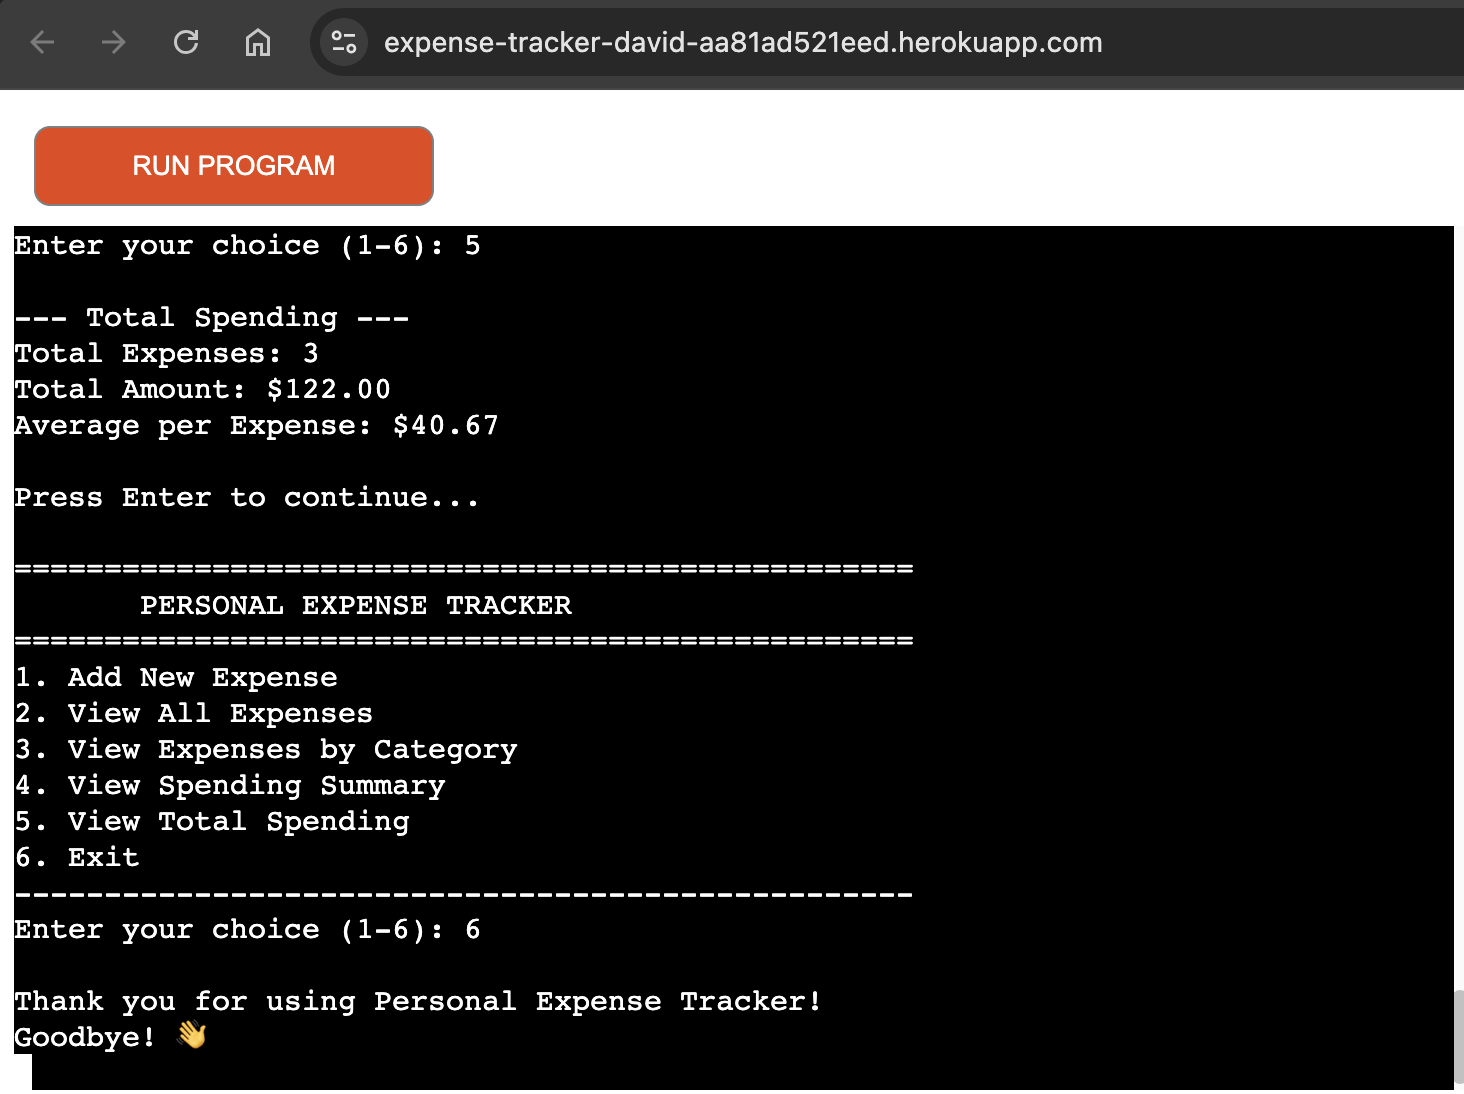 expense-tracker-david-aa81ad521eed.herokuapp.com
RUN PROGRAM
Enter your choice (1-6): 5
--- Total Spending ---
Total Expenses: 3
Total Amount: $122.00
Average per Expense: $40.67
Press Enter to continue...
==================================================
PERSONAL EXPENSE TRACKER
==================================================
1. Add New Expense
2. View All Expenses
3. View Expenses by Category
4. View Spending Summary
5. View Total Spending
6. Exit
--------------------------------------------------
Enter your choice (1-6): 6
Thank you for using Personal Expense Tracker!
Goodbye! 👋